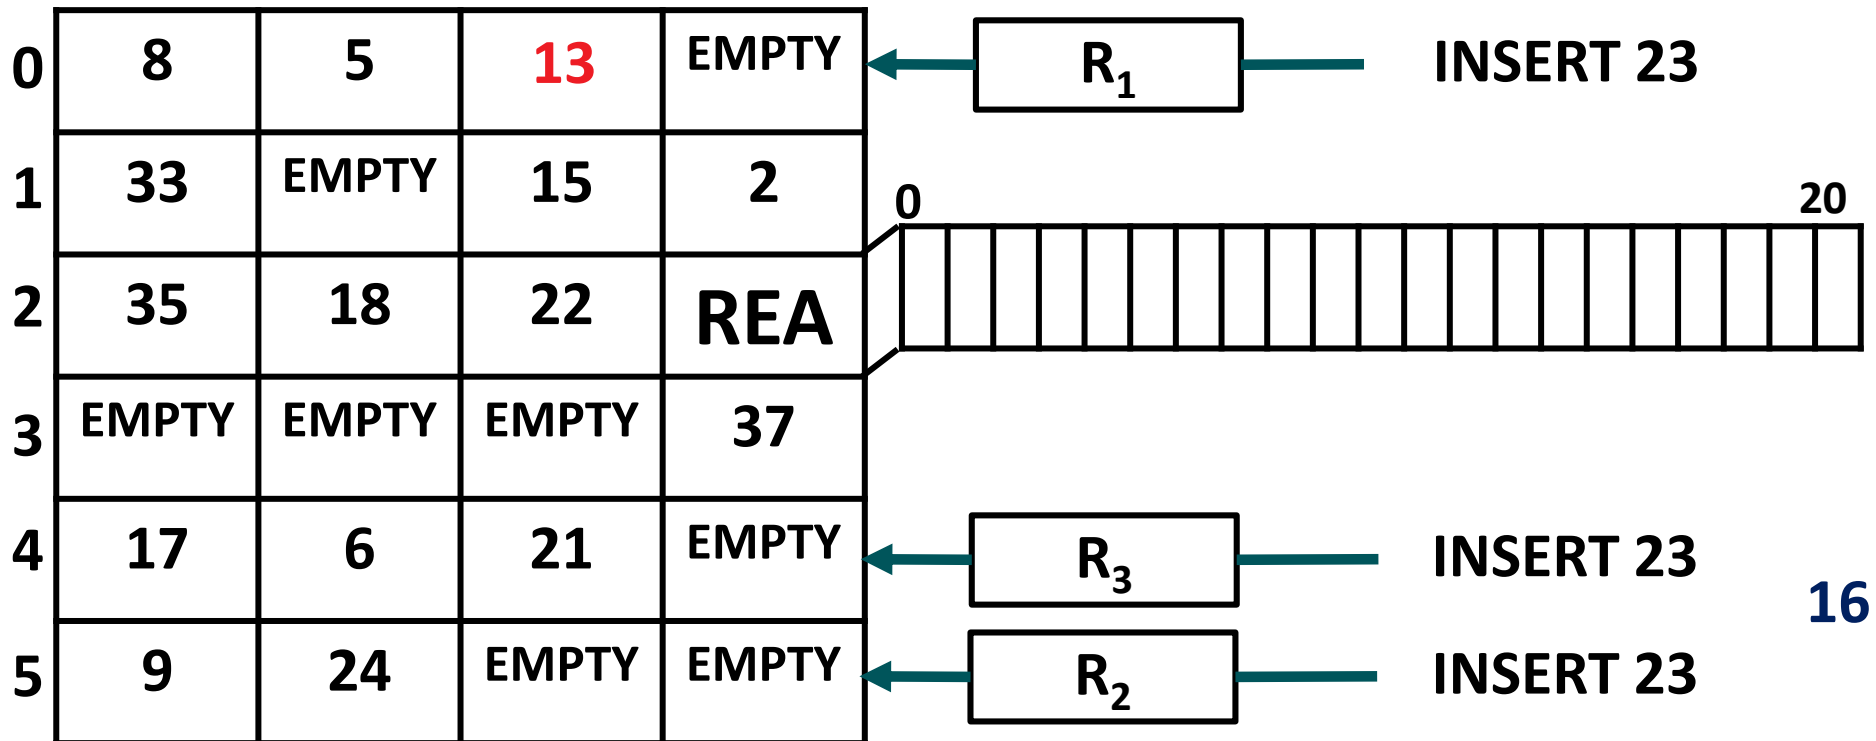 0 8 5 13 EMPTY R1 INSERT 23
1 33 EMPTY 15 2
0 20
2 35 18 22 REA
3 EMPTY EMPTY EMPTY 37
4 17 6 21 EMPTY R3 INSERT 23
16
5 9 24 EMPTY EMPTY R2 INSERT 23